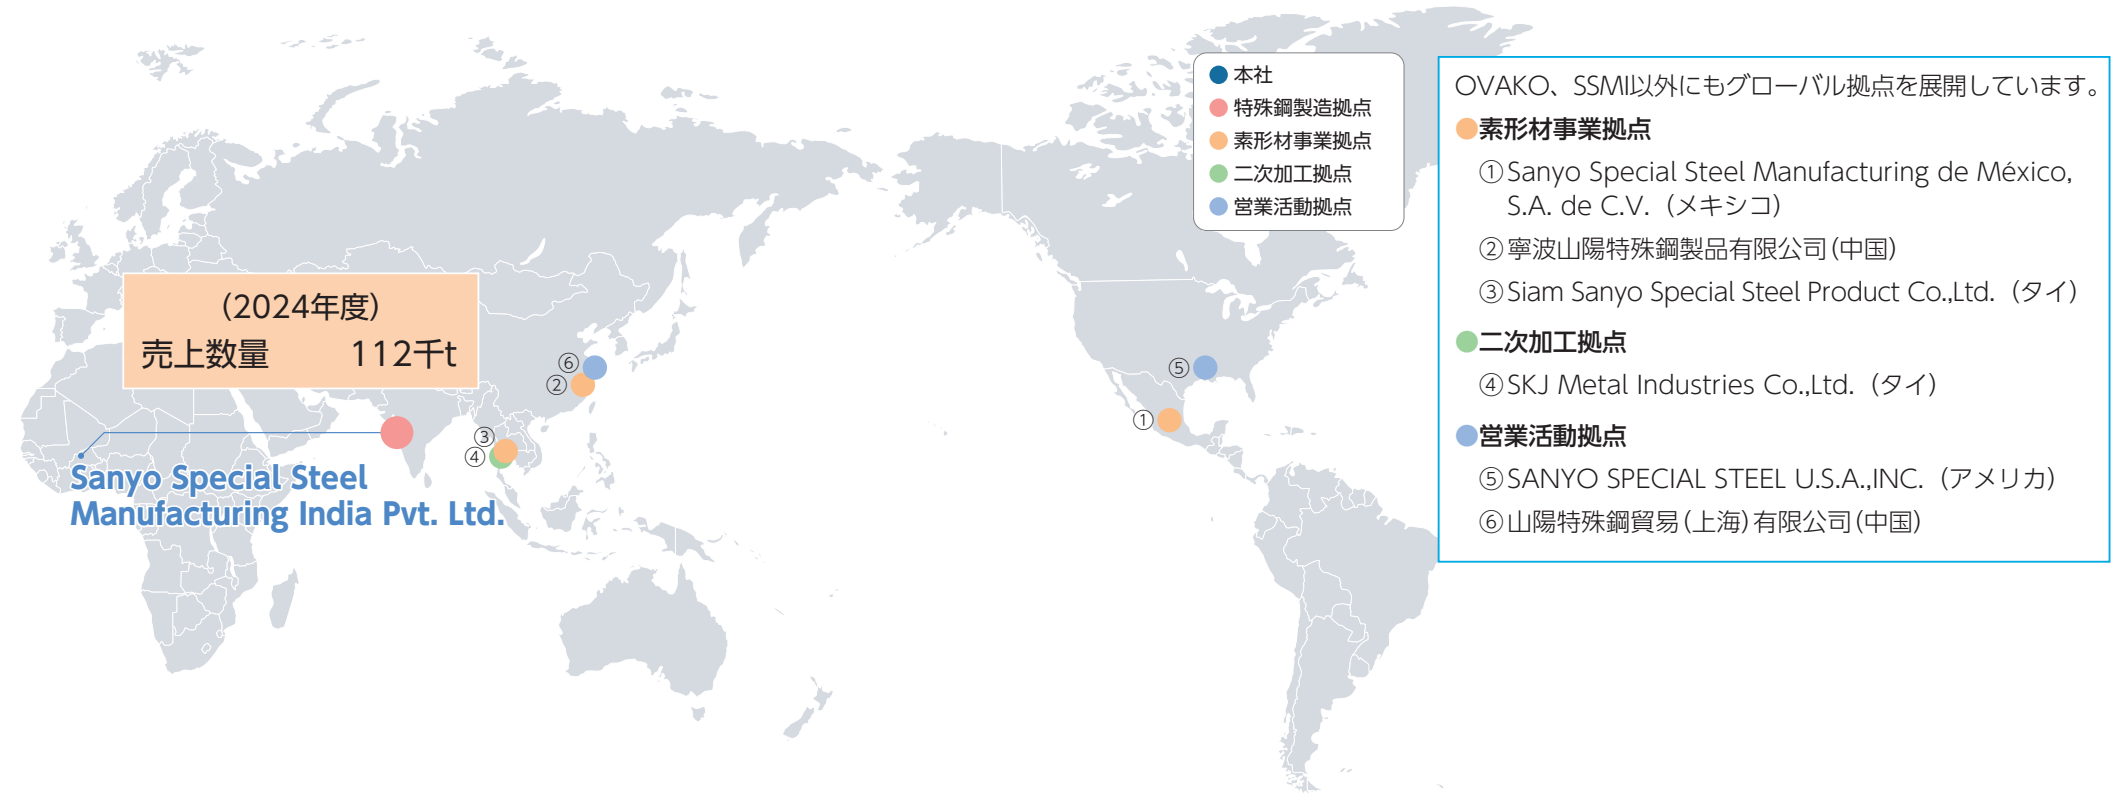 本社
特殊鋼製造拠点
素形材事業拠点
二次加工拠点
営業活動拠点
OVAKO、SSMI以外にもグローバル拠点を展開しています。
素形材事業拠点
①Sanyo Special Steel Manufacturing de México,
S.A. de C.V.（メキシコ）
②寧波山陽特殊鋼製品有限公司(中国)
③Siam Sanyo Special Steel Product Co.,Ltd.（タイ）
二次加工拠点
④SKJ Metal Industries Co.,Ltd.（タイ）
営業活動拠点
⑤SANYO SPECIAL STEEL U.S.A.,INC.（アメリカ）
⑥山陽特殊鋼貿易(上海)有限公司(中国)
（2024年度）
売上数量 112千t
⑥
②
③
④
⑤
①
Sanyo Special Steel
Manufacturing India Pvt. Ltd.